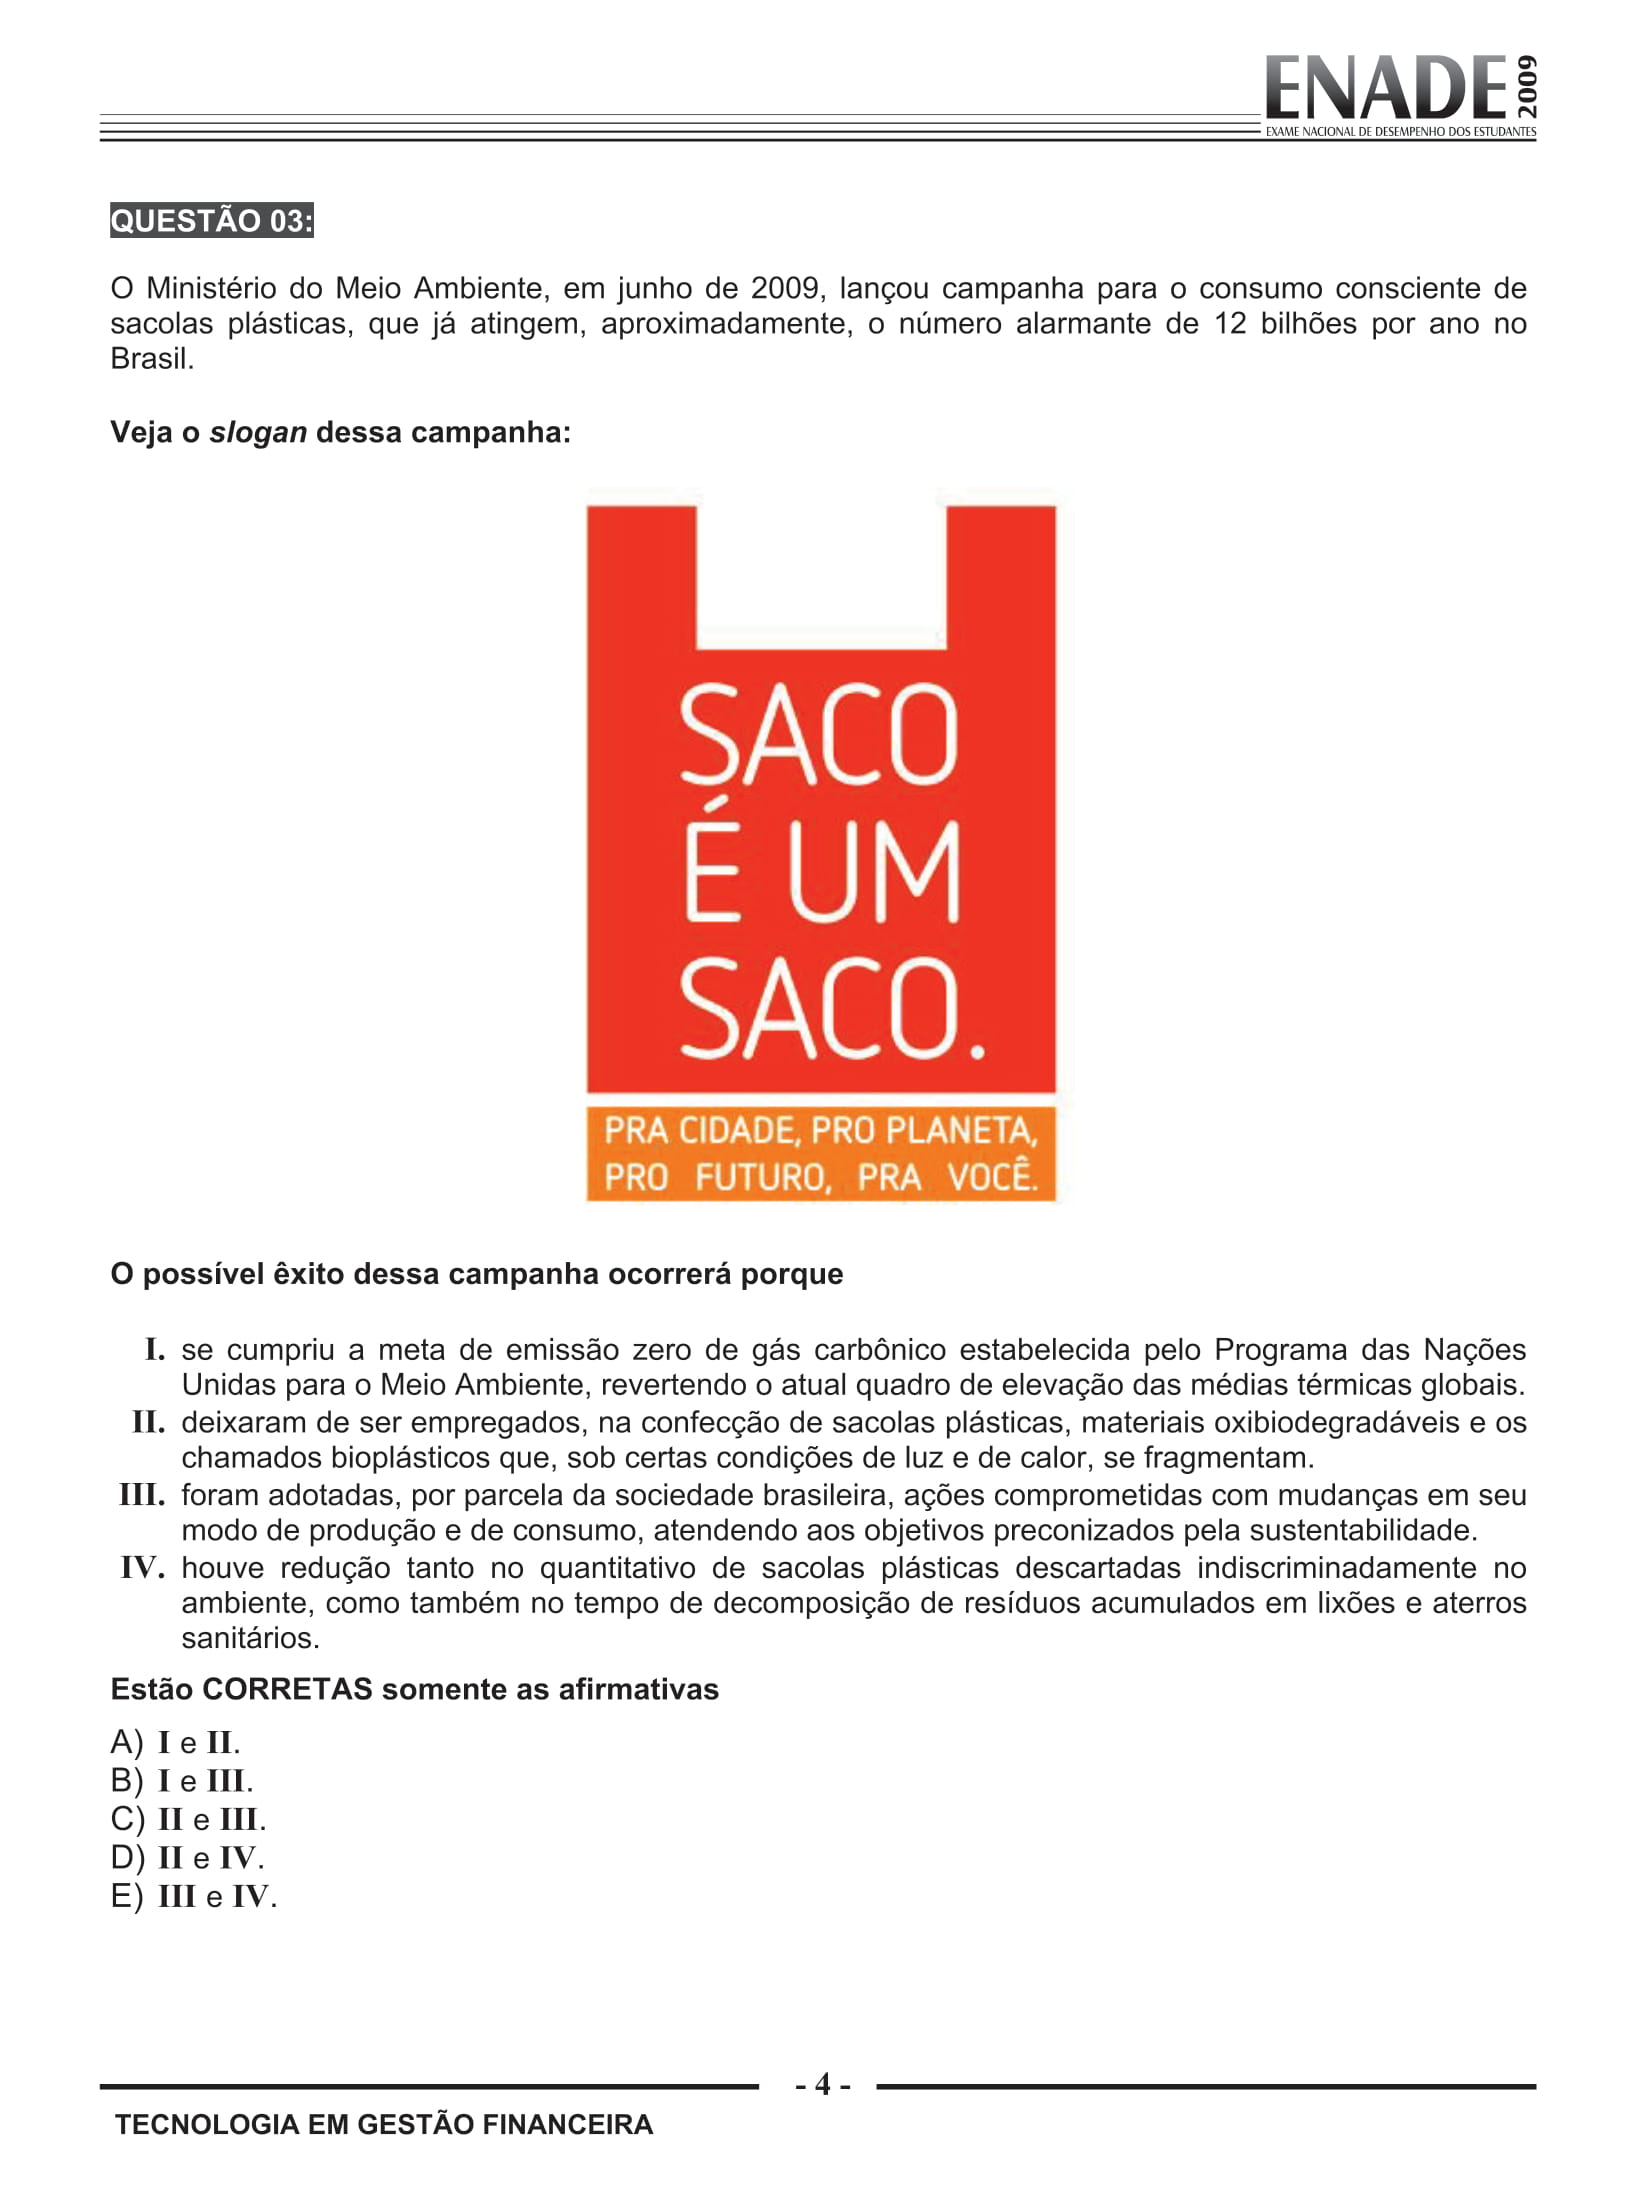 ENADE 2009
EXAME NACIONAL DE DESEMPENHO DOS ESTUDANTES
QUESTÃO 03:
O Ministério do Meio Ambiente, em junho de 2009, lançou campanha para o consumo consciente de
sacolas plásticas, que já atingem, aproximadamente, o número alarmante de 12 bilhões por ano no
Brasil.
Veja o slogan dessa campanha:
SACO
É UM
SACO.
PRA CIDADE, PRO PLANETA,
PRO FUTURO, PRA VOCÊ.
O possível êxito dessa campanha ocorrerá porque
I. se cumpriu a meta de emissão zero de gás carbônico estabelecida pelo Programa das Nações
Unidas para o Meio Ambiente, revertendo o atual quadro de elevação das médias térmicas globais.
II. deixaram de ser empregados, na confecção de sacolas plásticas, materiais oxibiodegradáveis e os
chamados bioplásticos que, sob certas condições de luz e de calor, se fragmentam.
III. foram adotadas, por parcela da sociedade brasileira, ações comprometidas com mudanças em seu
modo de produção e de consumo, atendendo aos objetivos preconizados pela sustentabilidade.
IV. houve redução tanto no quantitativo de sacolas plásticas descartadas indiscriminadamente no
ambiente, como também no tempo de decomposição de resíduos acumulados em lixões e aterros
sanitários.
Estão CORRETAS somente as afirmativas
A) I e II.
B) I e III.
C) II e III.
D) II e IV.
E) III e IV.
- 4 -
TECNOLOGIA EM GESTÃO FINANCEIRA